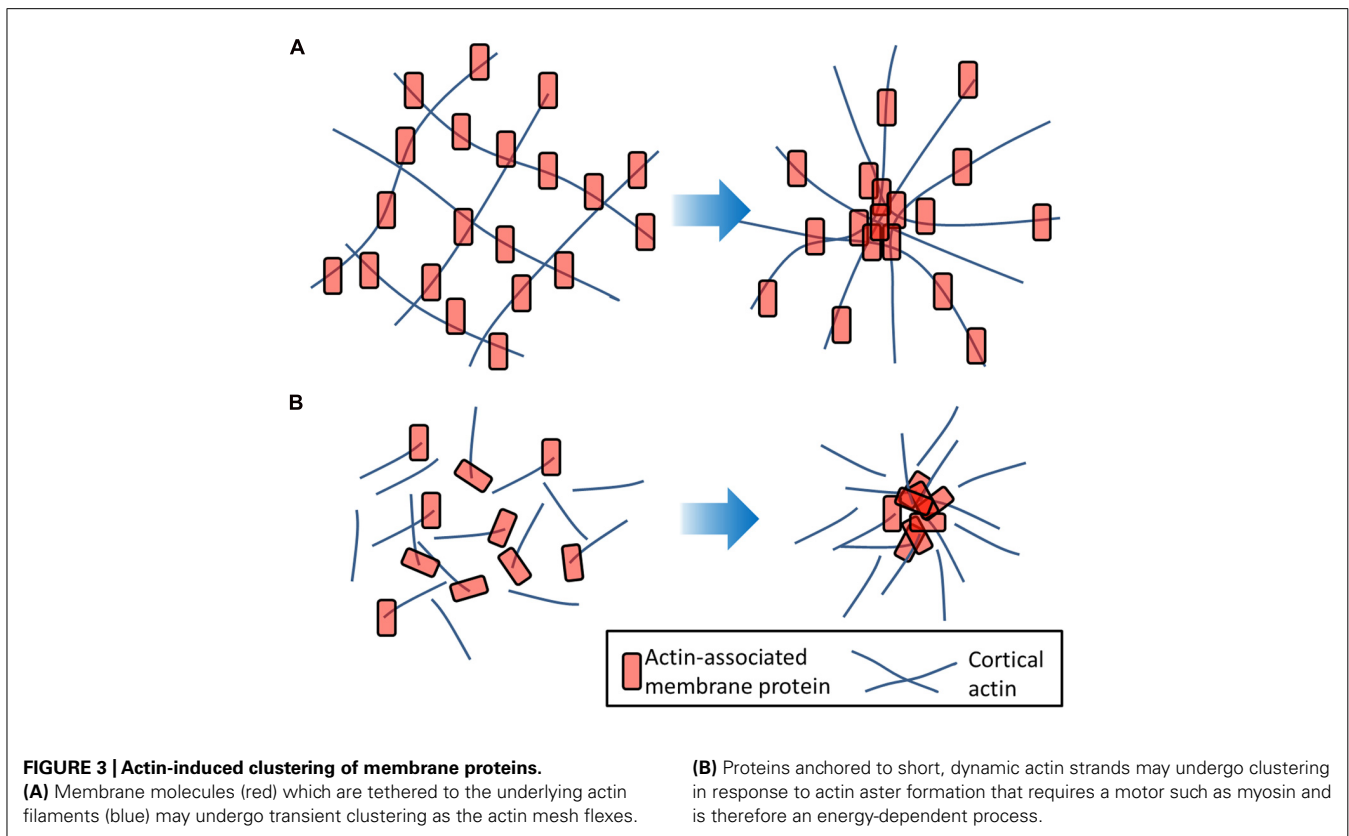 A
B
Actin-associated
membrane protein
Cortical
actin
FIGURE 3 | Actin-induced clustering of membrane proteins.
(A) Membrane molecules (red) which are tethered to the underlying actin
filaments (blue) may undergo transient clustering as the actin mesh flexes.
(B) Proteins anchored to short, dynamic actin strands may undergo clustering
in response to actin aster formation that requires a motor such as myosin and
is therefore an energy-dependent process.